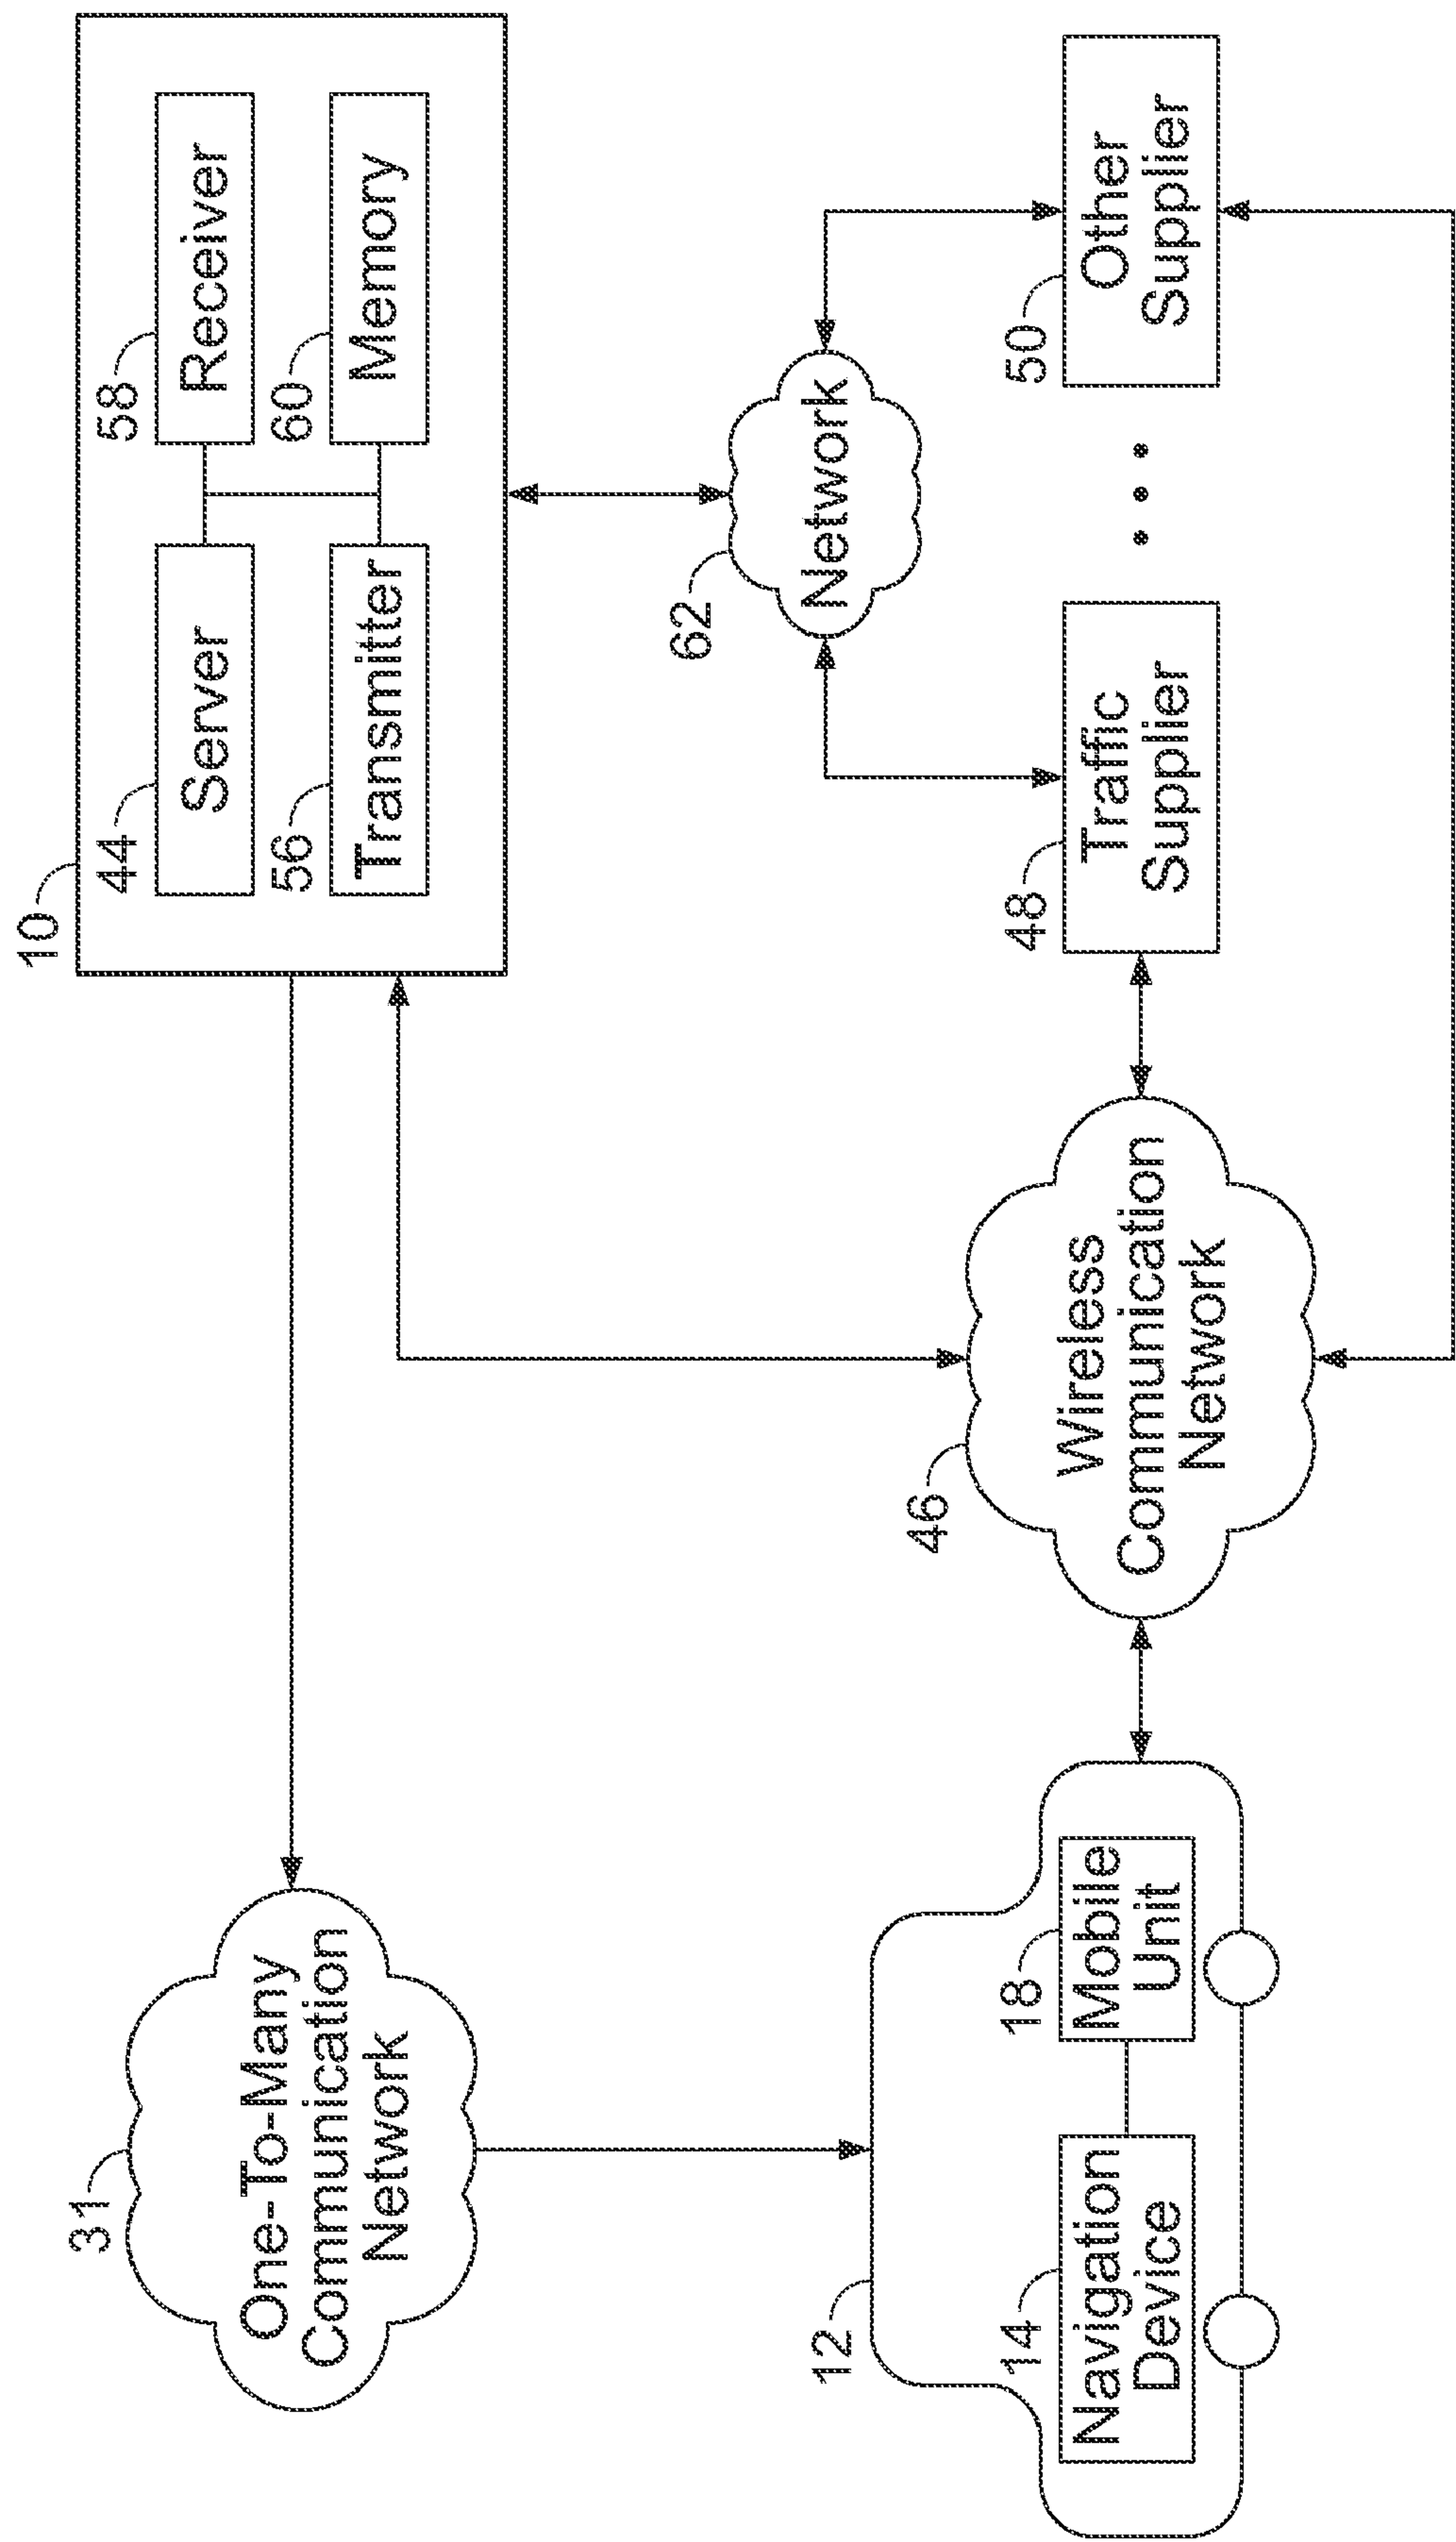 10
44
Server
58
Receiver
56
Transmitter
60
Memory
31
One-To-Many
Communication
Network
62
Network
12
14
Navigation
Device
18
Mobile
Unit
46
Wireless
Communication
Network
48
Traffic
Supplier
50
Other
Supplier